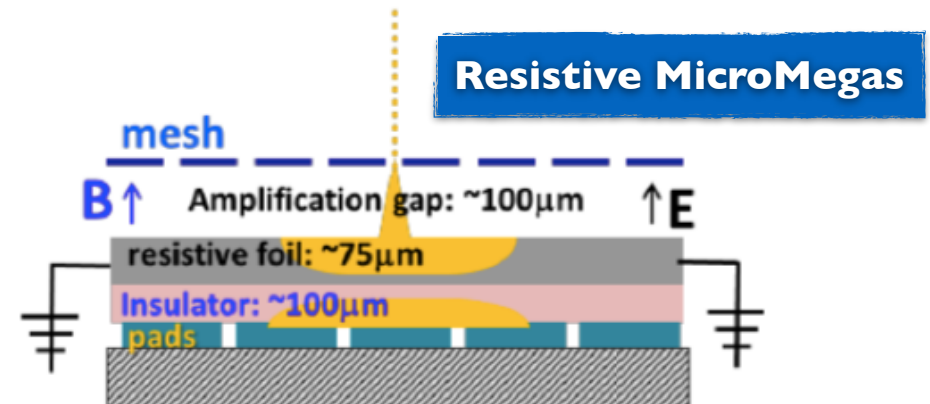 Resistive MicroMegas
mesh
B
Amplification gap: ~100μm
E
resistive foil: ~75μm
Insulator: ~100μm
pads